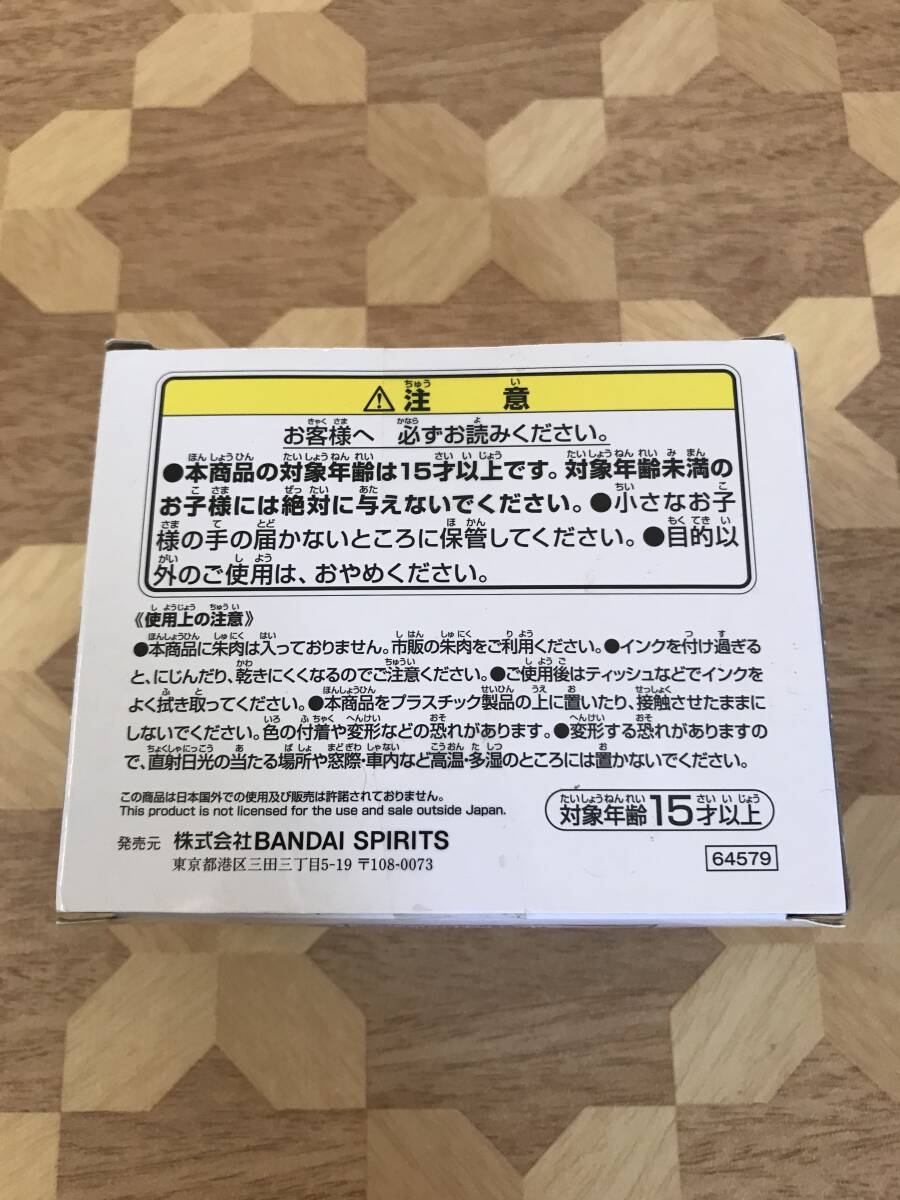 ⚠注意
お客様へ 必ずお読みください。
●本商品の対象年齢は15才以上です。対象年齢未満の
お子様には絶対に与えないでください。●小さなお子
様の手の届かないところに保管してください。●目的以
外のご使用は、おやめください。
《使用上の注意》
●本商品に朱肉は入っておりません。市販の朱肉をご利用ください。●インクを付け過ぎる
と、にじんだり、乾きにくくなるのでご注意ください。●ご使用後はティッシュなどでインクを
よく拭き取ってください。●本商品をプラスチック製品の上に置いたり、接触させたままに
しないでください。色の付着や変形などの恐れがあります。●変形する恐れがありますの
で、直射日光の当たる場所や窓際・車内など高温・多湿のところには置かないでください。
この商品は日本国外での使用及び販売は許諾されておりません。
This product is not licensed for the use and sale outside Japan.
対象年齢15才以上
発売元 株式会社BANDAI SPIRITS
東京都港区三田三丁目5-19 〒108-0073
64579